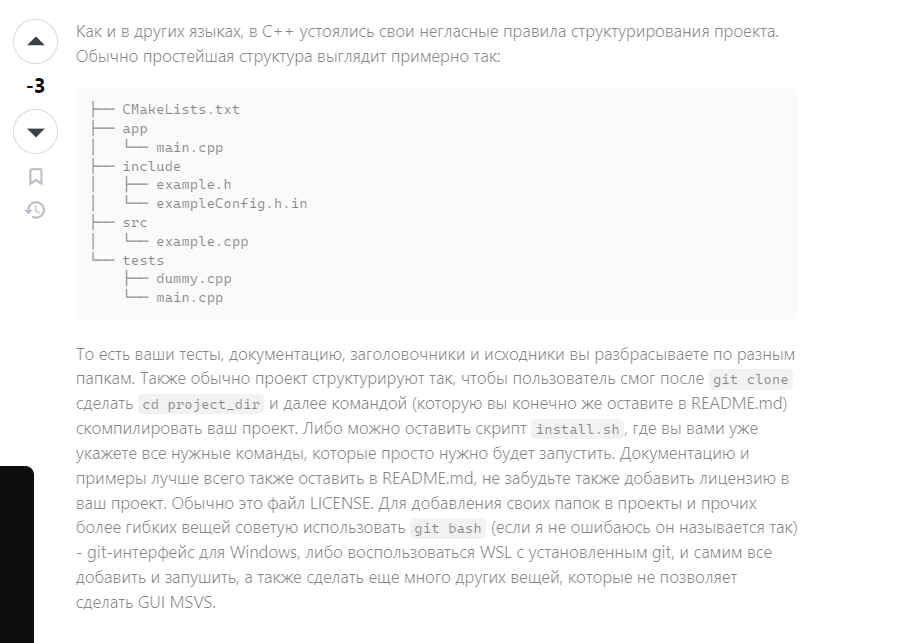 Как и в других языках, в C++ устоялись свои негласные правила структурирования проекта.
Обычно простейшая структура выглядит примерно так:
-3
├── CMakeLists.txt
├── app
│   └── main.cpp
├── include
│   ├── example.h
│   └── exampleConfig.h.in
├── src
│   └── example.cpp
└── tests
    ├── dummy.cpp
    └── main.cpp
То есть ваши тесты, документацию, заголовочники и исходники вы разбрасываете по разным
папкам. Также обычно проект структурируют так, чтобы пользователь смог после git clone
сделать cd project_dir и далее командой (которую вы конечно же оставите в README.md)
скомпилировать ваш проект. Либо можно оставить скрипт install.sh, где вы вами уже
укажете все нужные команды, которые просто нужно будет запустить. Документацию и
примеры лучше всего также оставить в README.md, не забудьте также добавить лицензию в
ваш проект. Обычно это файл LICENSE. Для добавления своих папок в проекты и прочих
более гибких вещей советую использовать git bash (если я не ошибаюсь он называется так)
- git-интерфейс для Windows, либо воспользоваться WSL с установленным git, и самим все
добавить и запушить, а также сделать еще много других вещей, которые не позволяет
сделать GUI MSVS.